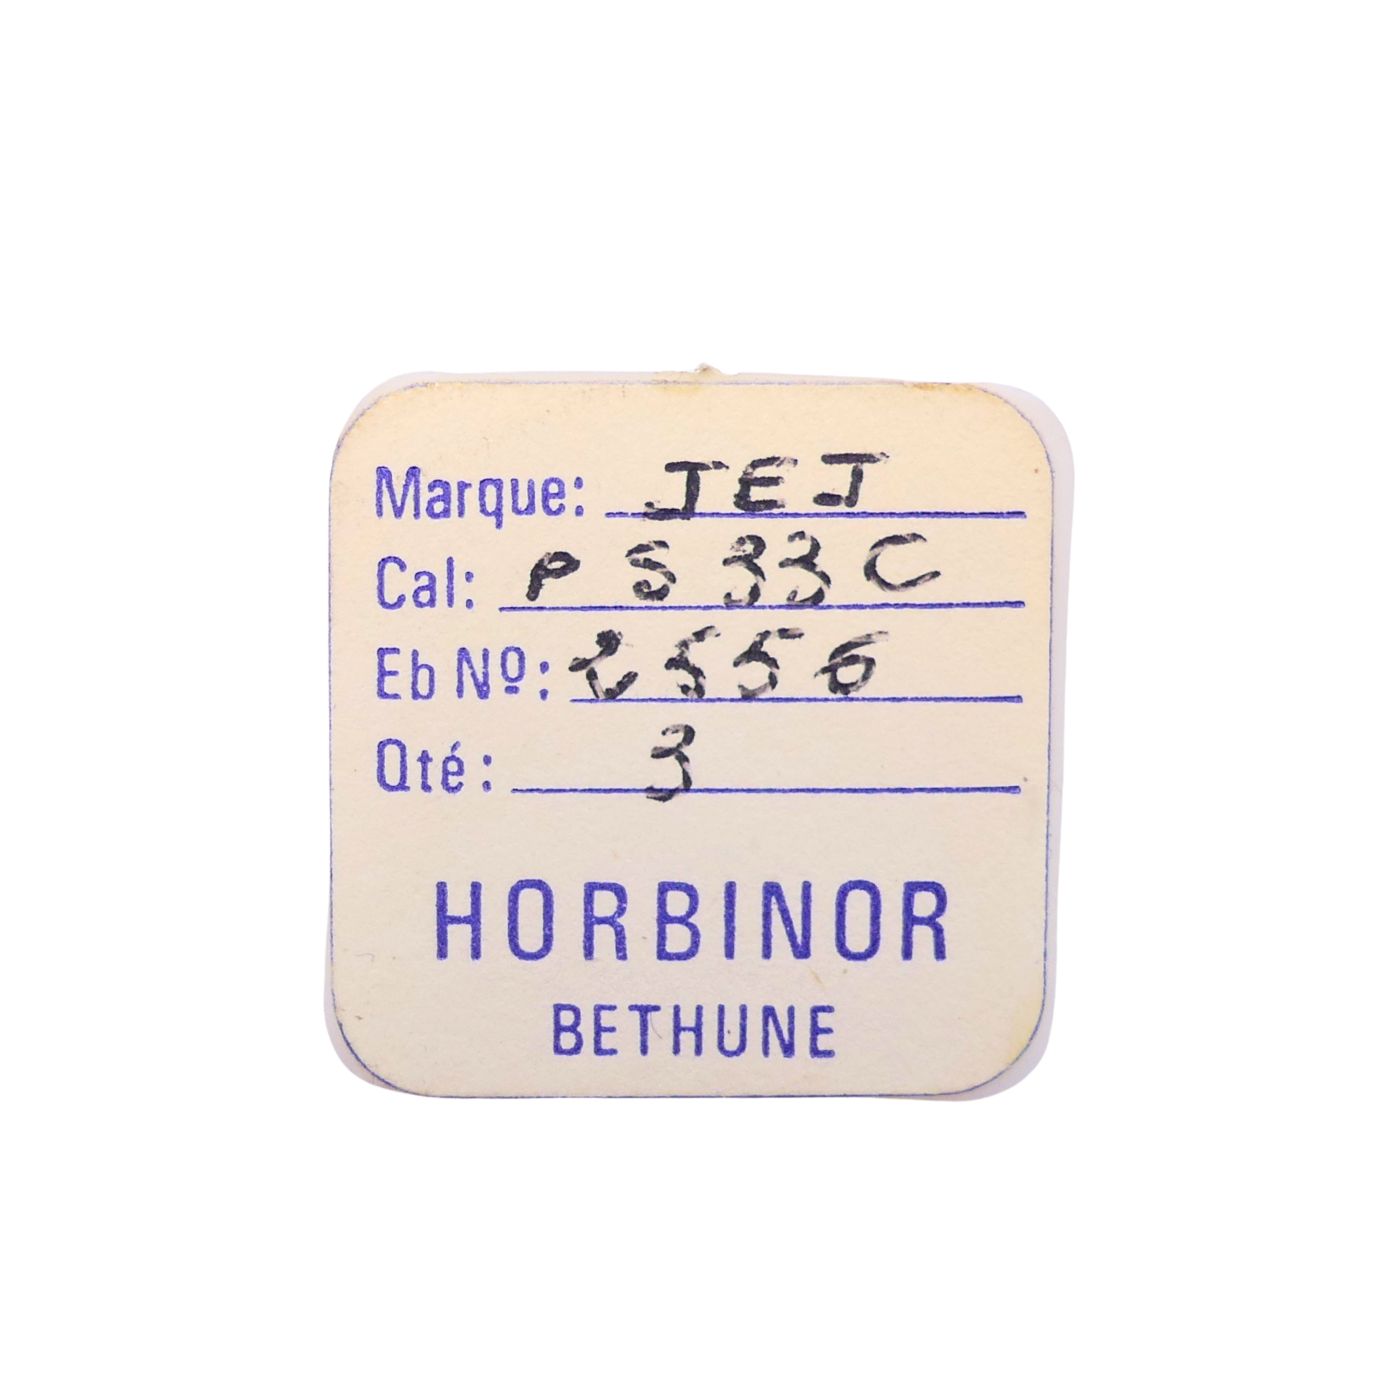 Marque: JEJ
Cal: PS33C
Eb Nº: 2556
Qté: 3
HORBINOR
BETHUNE